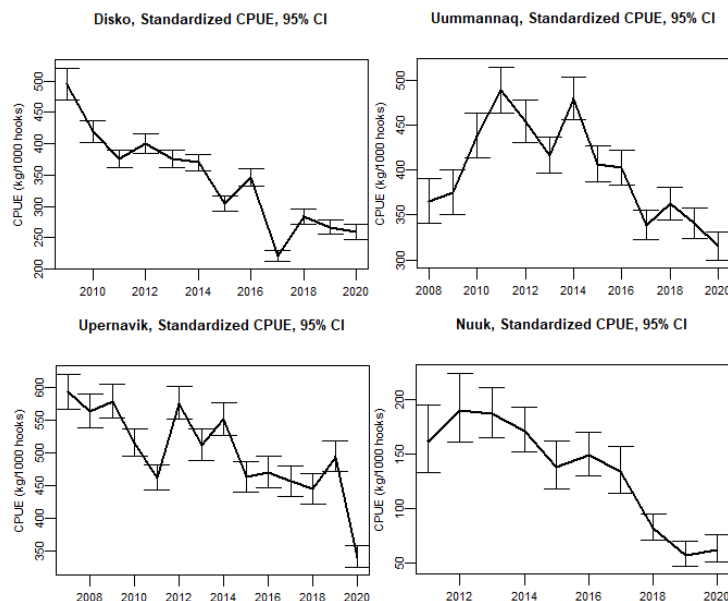 Disko, Standardized CPUE, 95% CI
CPUE (kg/1000 hooks)
500
450
400
350
300
250
200
2010 2012 2014 2016 2018 2020
Uummannaq, Standardized CPUE, 95% CI
CPUE (kg/1000 hooks)
500
450
400
350
300
2008 2010 2012 2014 2016 2018 2020
Upernavik, Standardized CPUE, 95% CI
CPUE (kg/1000 hooks)
600
550
500
450
400
350
2008 2010 2012 2014 2016 2018 2020
Nuuk, Standardized CPUE, 95% CI
CPUE (kg/1000 hooks)
200
150
100
50
2012 2014 2016 2018 2020